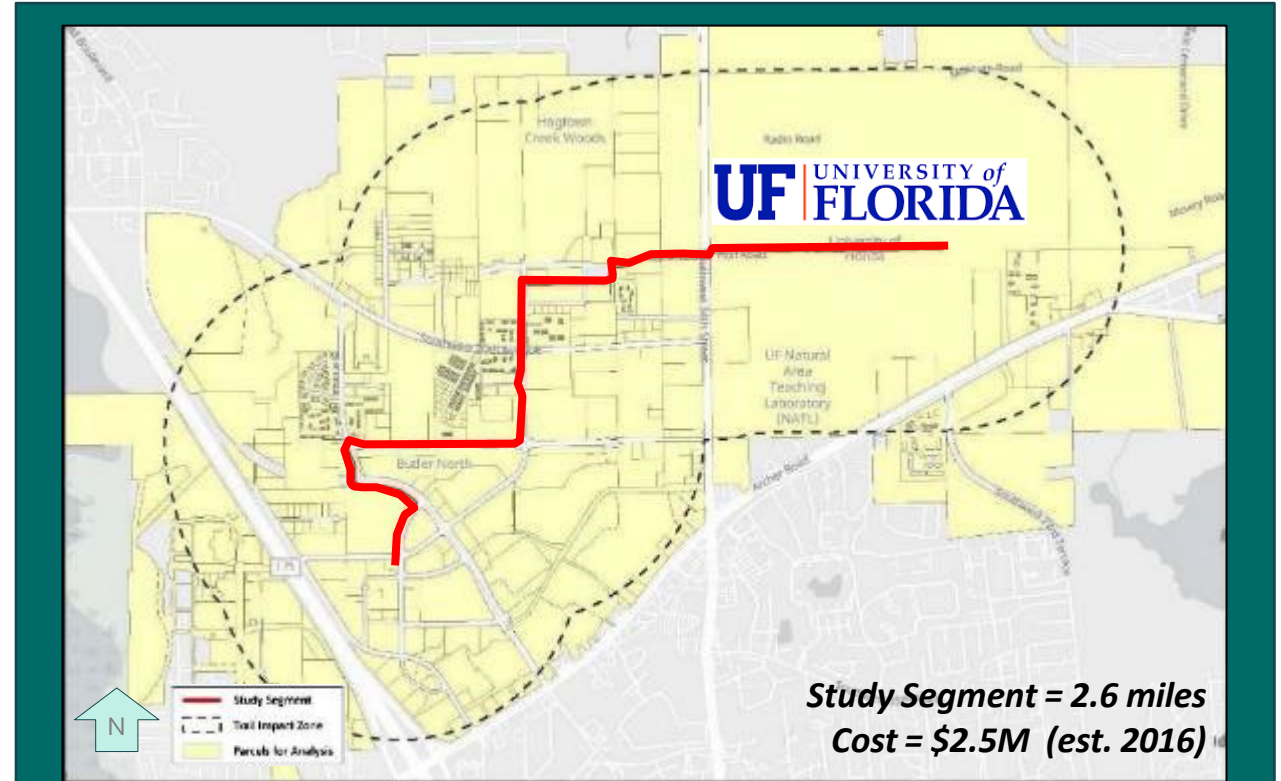 Hogtown
Creek Woods
Radio Road
UF UNIVERSITY of
FLORIDA
University of
Florida
Hull Road
Mowry Road
UF Natural
Area
Teaching
Laboratory
(NATL)
Butler North
Archer Road
I 75
N
Study Segment
Trail Impact Zone
Parcels for Analysis
Study Segment = 2.6 miles
Cost = $2.5M (est. 2016)